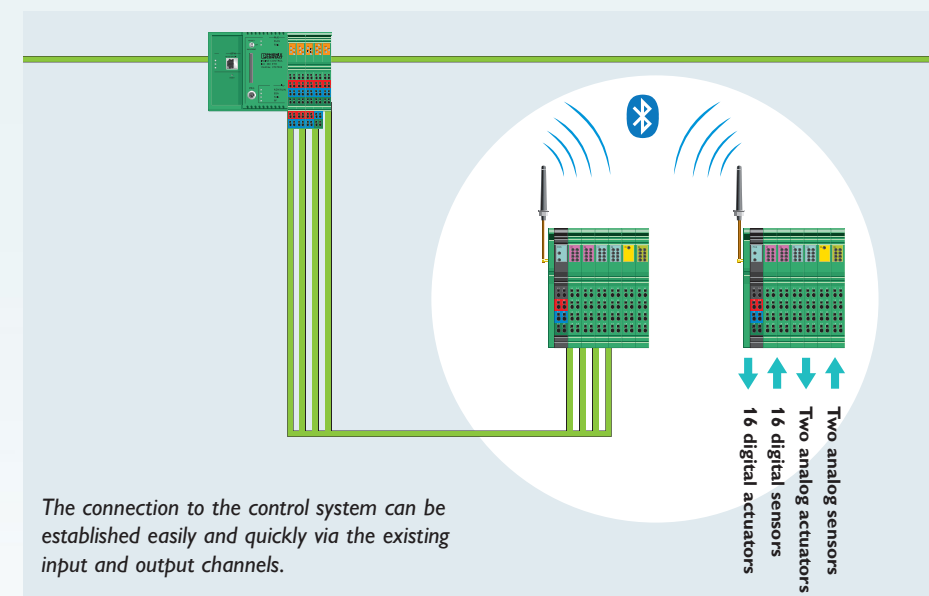 The connection to the control system can be
established easily and quickly via the existing
input and output channels.
16 digital actuators
16 digital sensors
Two analog actuators
Two analog sensors